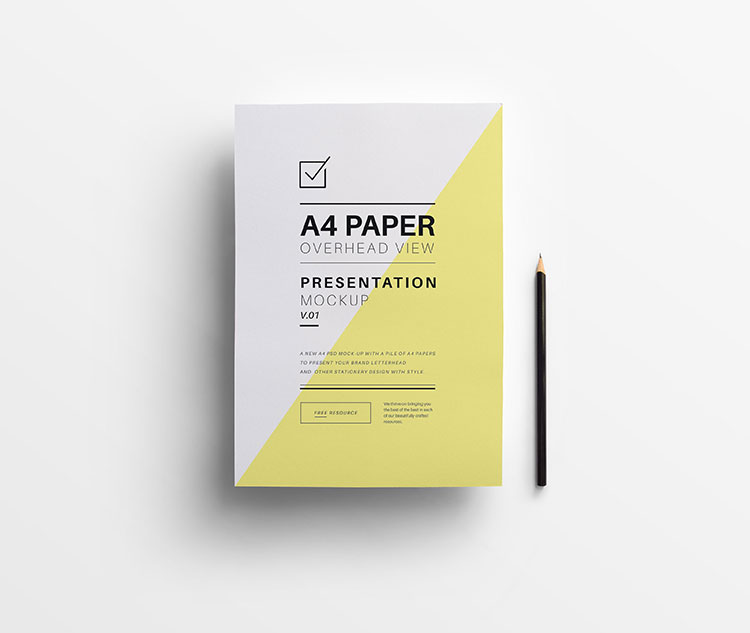 A4 PAPER
OVERHEAD VIEW
PRESENTATION
MOCKUP
V.01
A NEW A4 PSD MOCK-UP WITH A PILE OF A4 PAPERS
TO PRESENT YOUR BRAND LETTERHEAD
AND OTHER STATIONERY DESIGN WITH STYLE.
FREE RESOURCE
We thrive on bringing you
the best of the best in each
of our beautifully crafted
resources.